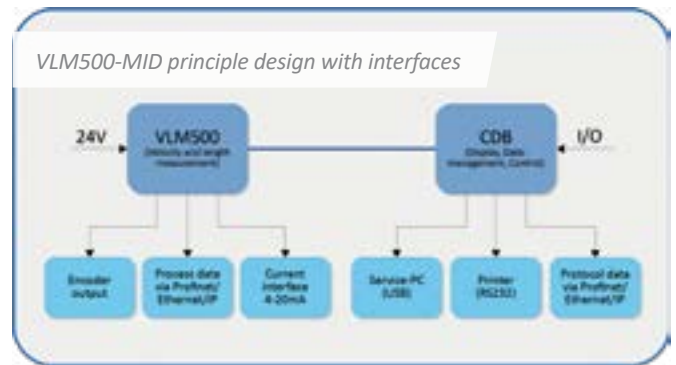 VLM500-MID principle design with interfaces
24V
VLM500
(Velocity and length
measurement)
CDB
(Display, Data
management, Control)
I/O
Encoder
output
Process data
via Profinet/
Ethernet/IP
Current
interface
4-20mA
Service-PC
(USB)
Printer
(RS232)
Protocol data
via Profinet/
Ethernet/IP